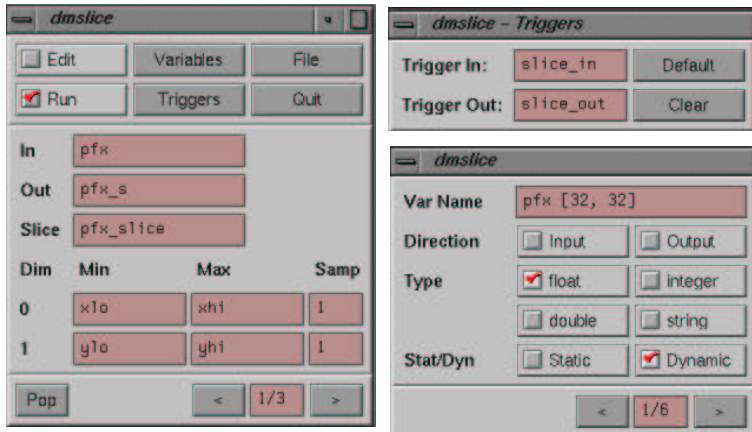 dmslice
Edit Variables File
Run Triggers Quit
In pfx
Out pfx_s
Slice pfx_slice
Dim Min Max Samp
0 xlo xhi 1
1 ylo yhi 1
Pop < 1/3 >
dmslice - Triggers
Trigger In: slice_in Default
Trigger Out: slice_out Clear
dmslice
Var Name pfx [32, 32]
Direction Input Output
Type float integer
double string
Stat/Dyn Static Dynamic
< 1/6 >